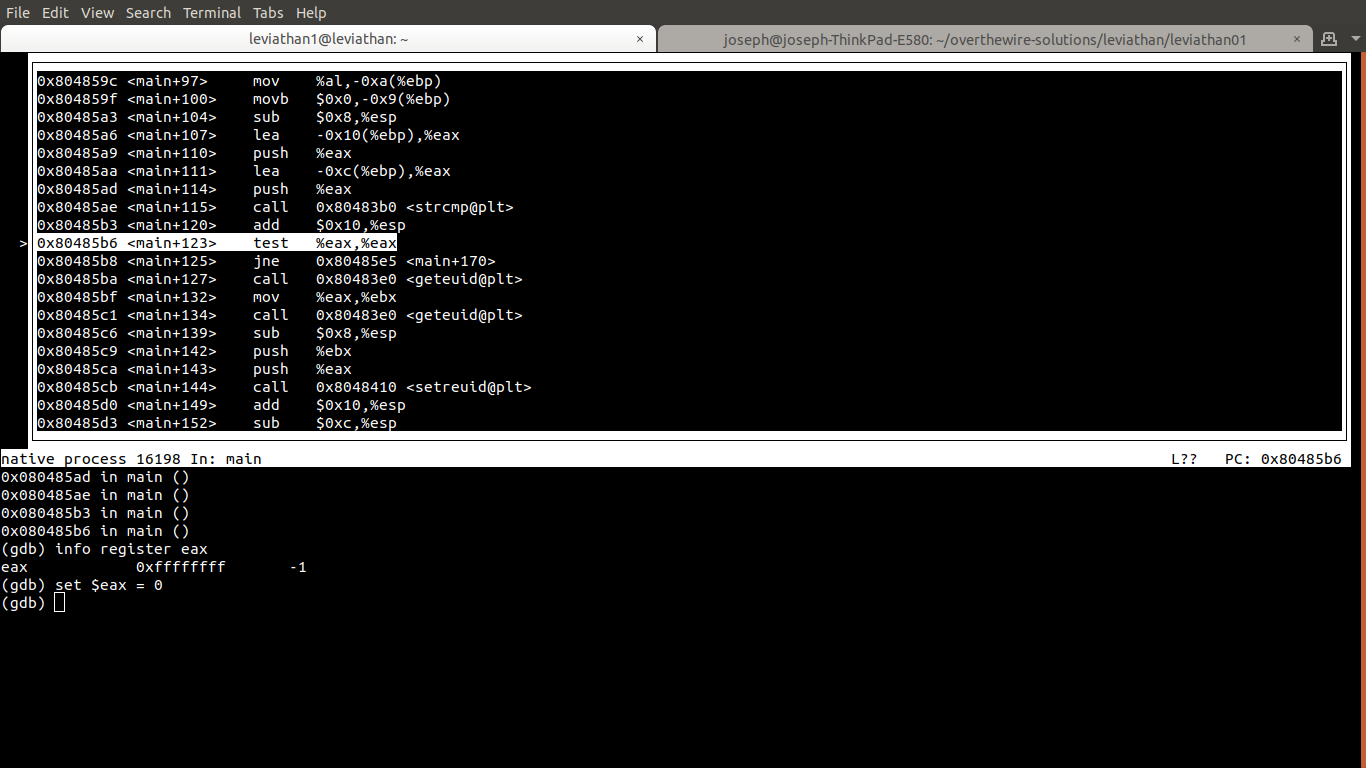 File Edit View Search Terminal Tabs Help
leviathan1@leviathan: ~ × joseph@joseph-ThinkPad-E580: ~/overthewire-solutions/leviathan/leviathan01 ×
0x804859c <main+97>     mov    %al,-0xa(%ebp)
0x804859f <main+100>    movb   $0x0,-0x9(%ebp)
0x80485a3 <main+104>    sub    $0x8,%esp
0x80485a6 <main+107>    lea    -0x10(%ebp),%eax
0x80485a9 <main+110>    push   %eax
0x80485aa <main+111>    lea    -0xc(%ebp),%eax
0x80485ad <main+114>    push   %eax
0x80485ae <main+115>    call   0x80483b0 <strcmp@plt>
0x80485b3 <main+120>    add    $0x10,%esp
>0x80485b6 <main+123>    test   %eax,%eax
0x80485b8 <main+125>    jne    0x80485e5 <main+170>
0x80485ba <main+127>    call   0x80483e0 <geteuid@plt>
0x80485bf <main+132>    mov    %eax,%ebx
0x80485c1 <main+134>    call   0x80483e0 <geteuid@plt>
0x80485c6 <main+139>    sub    $0x8,%esp
0x80485c9 <main+142>    push   %ebx
0x80485ca <main+143>    push   %eax
0x80485cb <main+144>    call   0x8048410 <setreuid@plt>
0x80485d0 <main+149>    add    $0x10,%esp
0x80485d3 <main+152>    sub    $0xc,%esp
native process 16198 In: main L?? PC: 0x80485b6
0x080485ad in main ()
0x080485ae in main ()
0x080485b3 in main ()
0x080485b6 in main ()
(gdb) info register eax
eax            0xffffffff       -1
(gdb) set $eax = 0
(gdb)